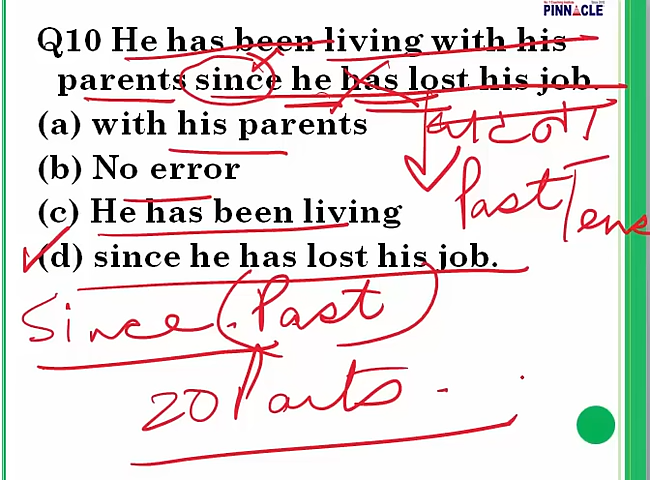 PINNACLE
Q10 He has been living with his
parents since he has lost his job.
(a) with his parents
(b) No error
(c) He has been living
(d) since he has lost his job.
Past Tense
Since (Past)
20 Parts